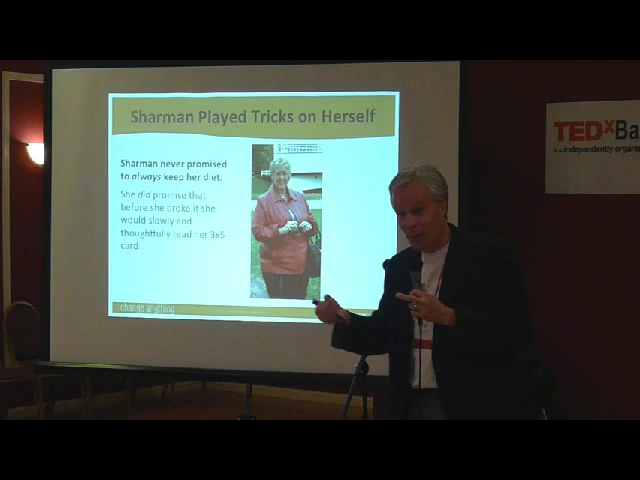 Sharman Played Tricks on Herself
Sharman never promised
to always keep her diet.
She did promise that
before she broke it she
would slowly and
thoughtfully read her 3x5
card.
change anything
TEDxBa
independently organi